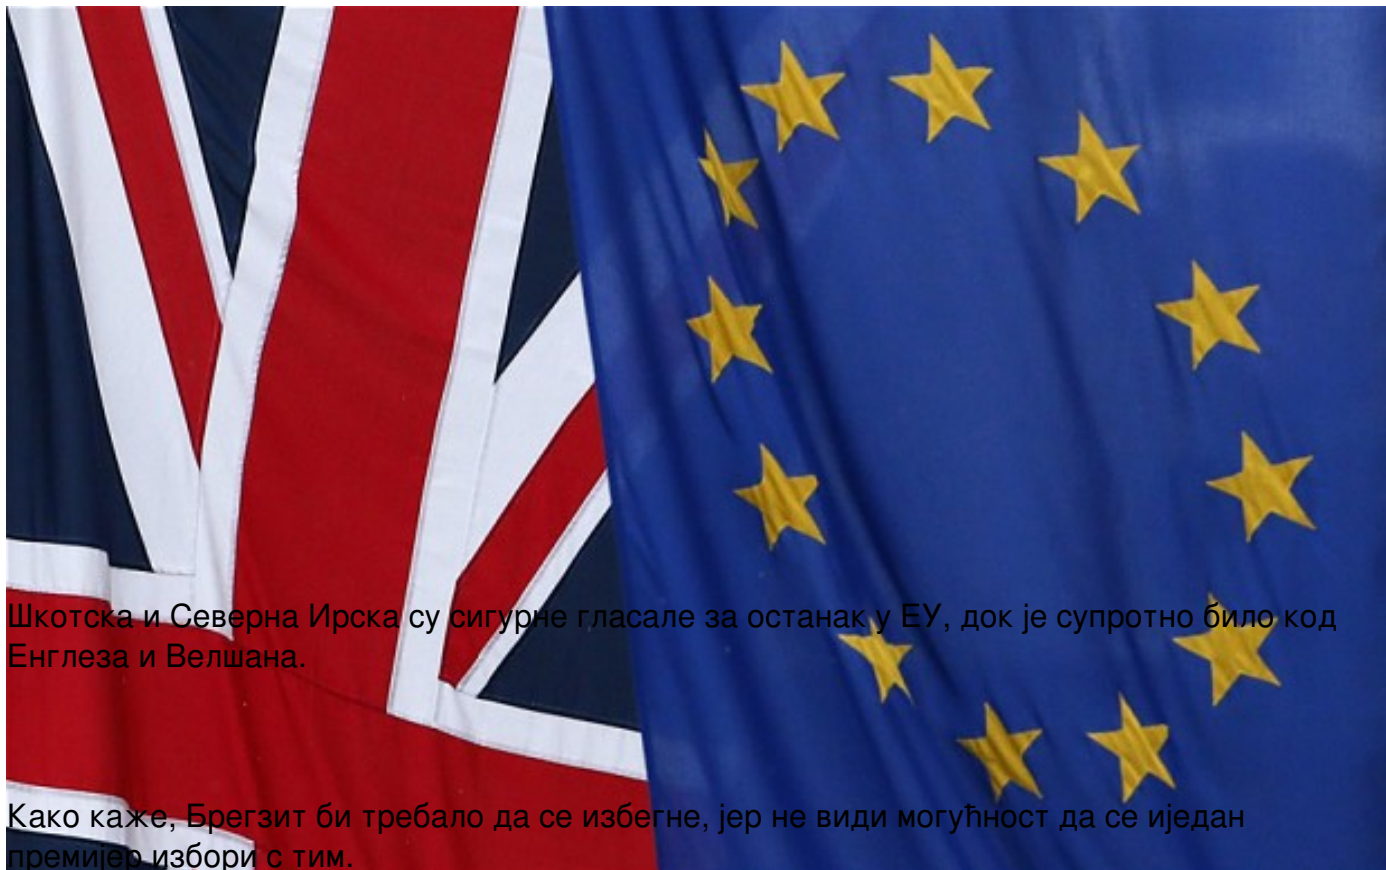 Шкотска и Северна Ирска су сигурне гласале за останак у ЕУ, док је супротно било код
Енглеза и Велшана.
Како каже, Брегзит би требало да се избегне, јер не види могућност да се иједан
премијер избори с тим.